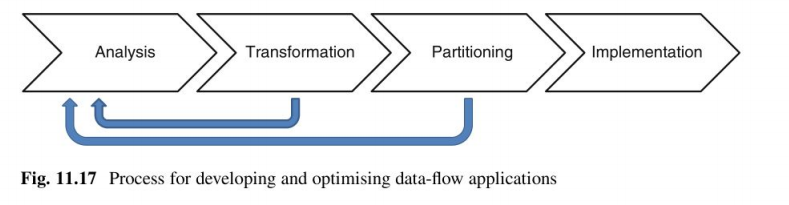 Analysis Transformation Partitioning Implementation
Fig. 11.17 Process for developing and optimising data-flow applications